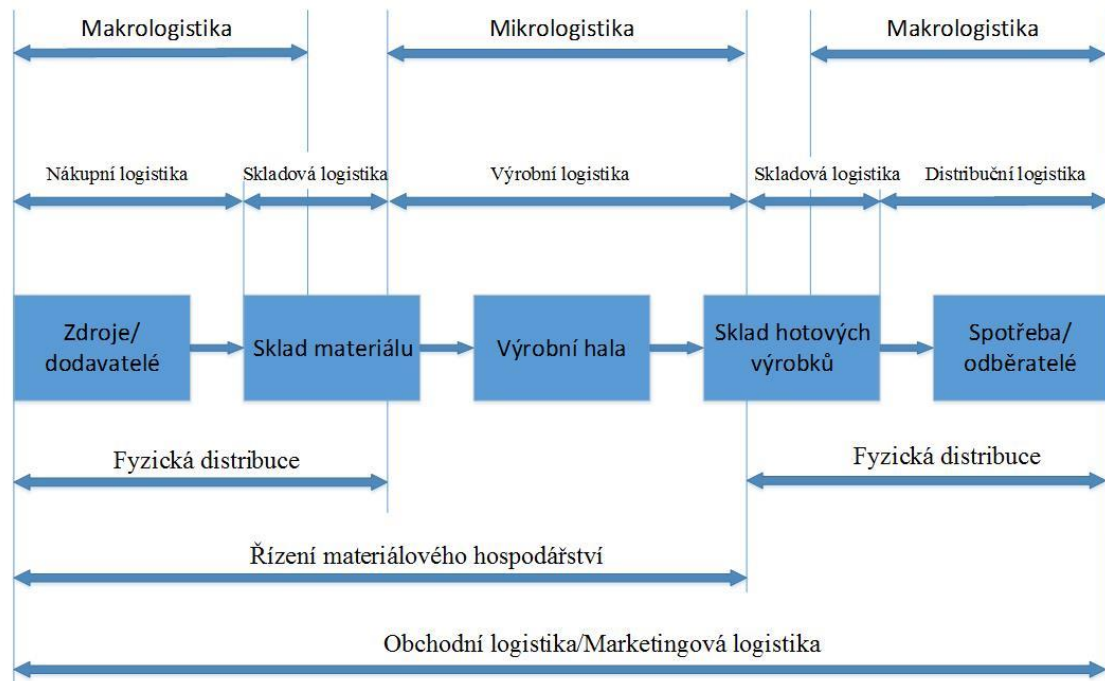 Makrologistika
Mikrologistika
Makrologistika
Nákupní logistika
Skladová logistika
Výrobní logistika
Skladová logistika
Distribuční logistika
Zdroje/
dodavatelé
Sklad materiálu
Výrobní hala
Sklad hotových
výrobků
Spotřeba/
odběratelé
Fyzická distribuce
Fyzická distribuce
Řízení materiálového hospodářství
Obchodní logistika/Marketingová logistika